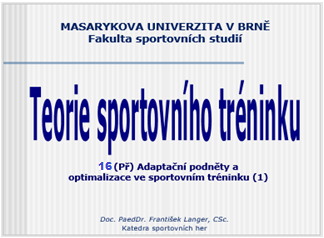 MASARYKOVA UNIVERZITA V BRNĚ
Fakulta sportovních studií
Teorie sportovního tréninku
16 (Př) Adaptační podněty a
optimalizace ve sportovním tréninku (1)
Doc. PaedDr. František Langer, CSc.
Katedra sportovních her